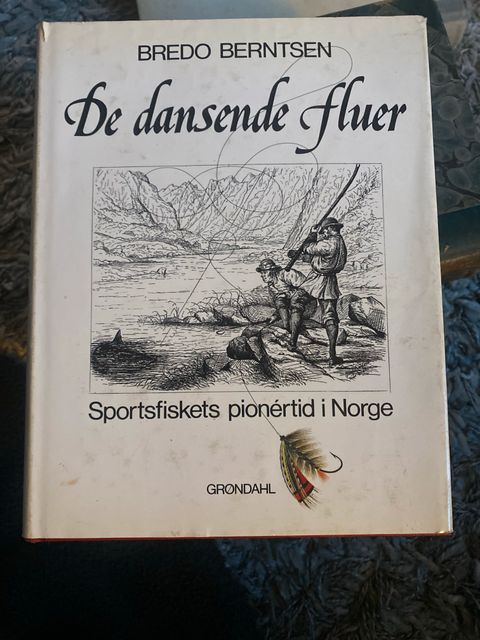 BREDO BERNTSEN
De dansende fluer
Sportsfiskets pionértid i Norge
GRØNDAHL